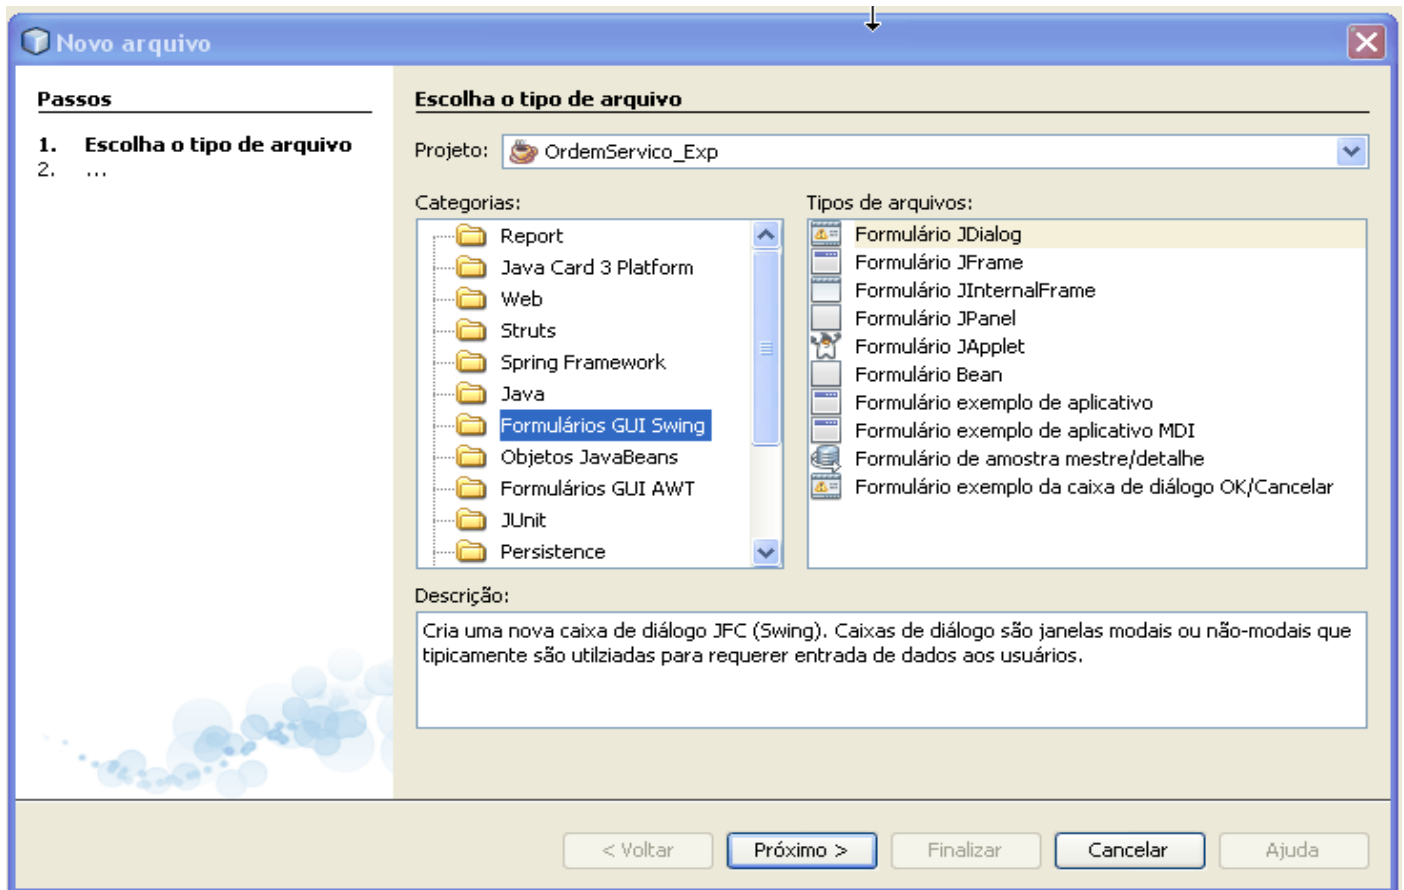 Novo arquivo
Passos
1. Escolha o tipo de arquivo
2. ...
Escolha o tipo de arquivo
Projeto: OrdemServico_Exp
Categorias:
Report
Java Card 3 Platform
Web
Struts
Spring Framework
Java
Formulários GUI Swing
Objetos JavaBeans
Formulários GUI AWT
JUnit
Persistence
Tipos de arquivos:
Formulário JDialog
Formulário JFrame
Formulário JInternalFrame
Formulário JPanel
Formulário JApplet
Formulário Bean
Formulário exemplo de aplicativo
Formulário exemplo de aplicativo MDI
Formulário de amostra mestre/detalhe
Formulário exemplo da caixa de diálogo OK/Cancelar
Descrição:
Cria uma nova caixa de diálogo JFC (Swing). Caixas de diálogo são janelas modais ou não-modais que
tipicamente são utilziadas para requerer entrada de dados aos usuários.
< Voltar
Próximo >
Finalizar
Cancelar
Ajuda